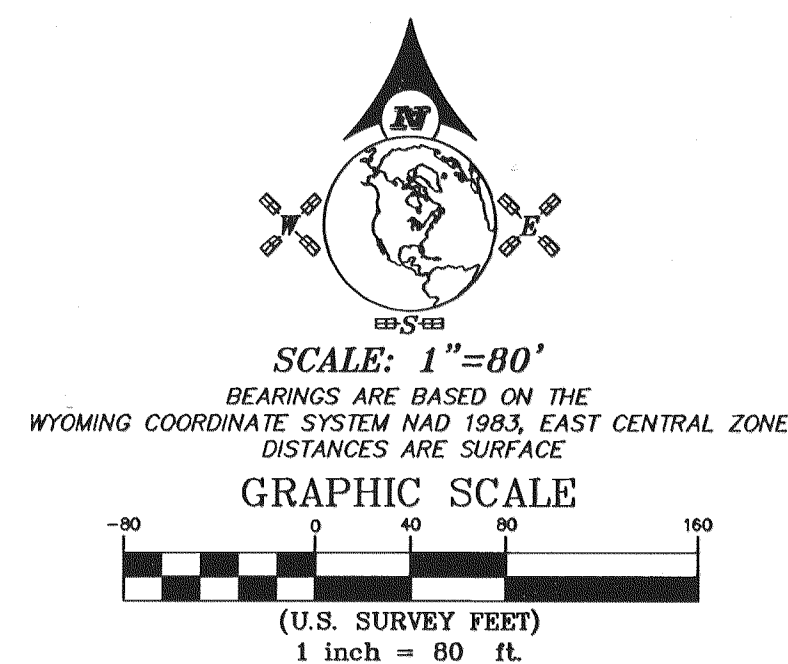 N
W E
S
SCALE: 1"=80'
BEARINGS ARE BASED ON THE
WYOMING COORDINATE SYSTEM NAD 1983, EAST CENTRAL ZONE
DISTANCES ARE SURFACE
GRAPHIC SCALE
-80 0 40 80 160
(U.S. SURVEY FEET)
1 inch = 80 ft.